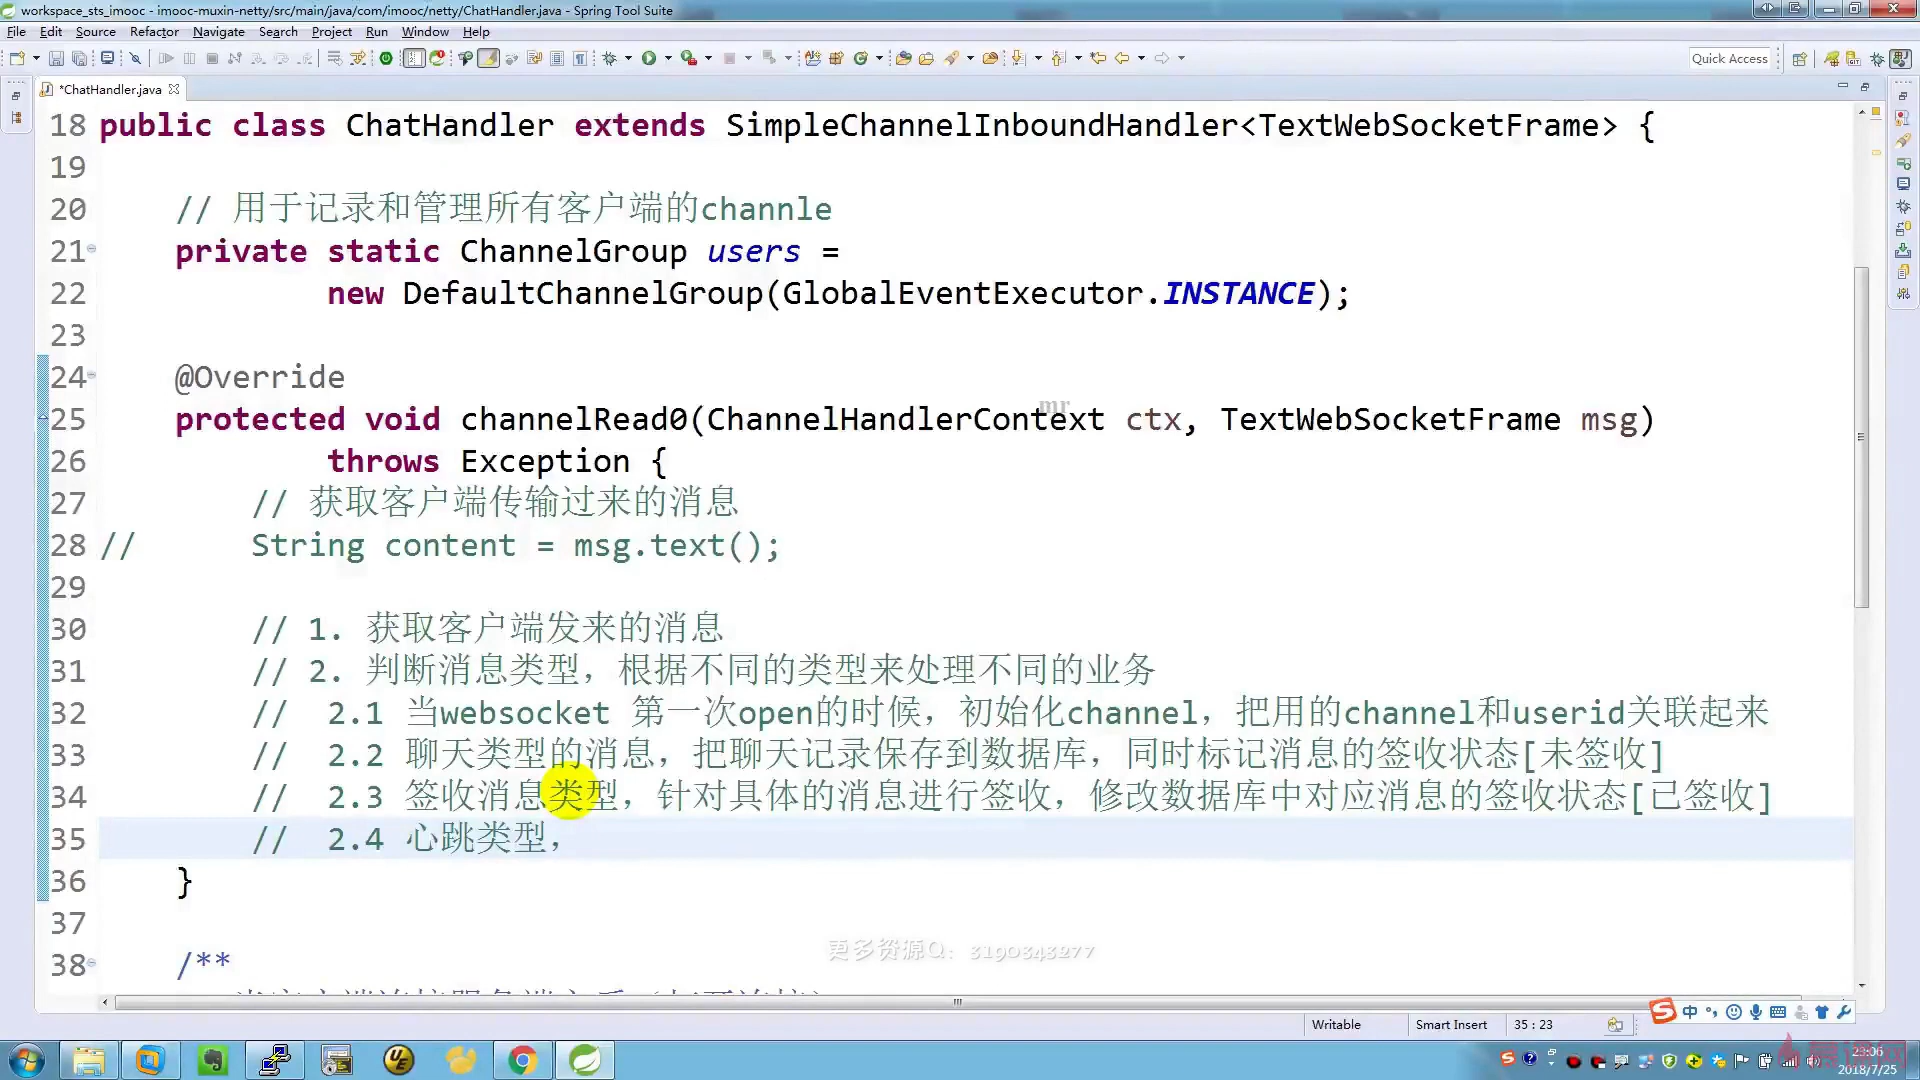 workspace_sts_imooc - imooc-muxin-netty/src/main/java/com/imooc/netty/ChatHandler.java - Spring Tool Suite
File Edit Source Refactor Navigate Search Project Run Window Help
Quick Access
*ChatHandler.java
18 public class ChatHandler extends SimpleChannelInboundHandler<TextWebSocketFrame> {
19
20 // 用于记录和管理所有客户端的channle
21 private static ChannelGroup users =
22 new DefaultChannelGroup(GlobalEventExecutor.INSTANCE);
23
24 @Override
25 protected void channelRead0(ChannelHandlerContext ctx, TextWebSocketFrame msg)
mr
26 throws Exception {
27 // 获取客户端传输过来的消息
28 // String content = msg.text();
29
30 // 1. 获取客户端发来的消息
31 // 2. 判断消息类型，根据不同的类型来处理不同的业务
32 // 2.1 当websocket 第一次open的时候，初始化channel，把用的channel和userid关联起来
33 // 2.2 聊天类型的消息，把聊天记录保存到数据库，同时标记消息的签收状态[未签收]
34 // 2.3 签收消息类型，针对具体的消息进行签收，修改数据库中对应消息的签收状态[已签收]
35 // 2.4 心跳类型，
36 }
37
更多资源Q：3190343277
38 /**
Writable Smart Insert 35 : 23
中
23:06
2018/7/25
慕课网